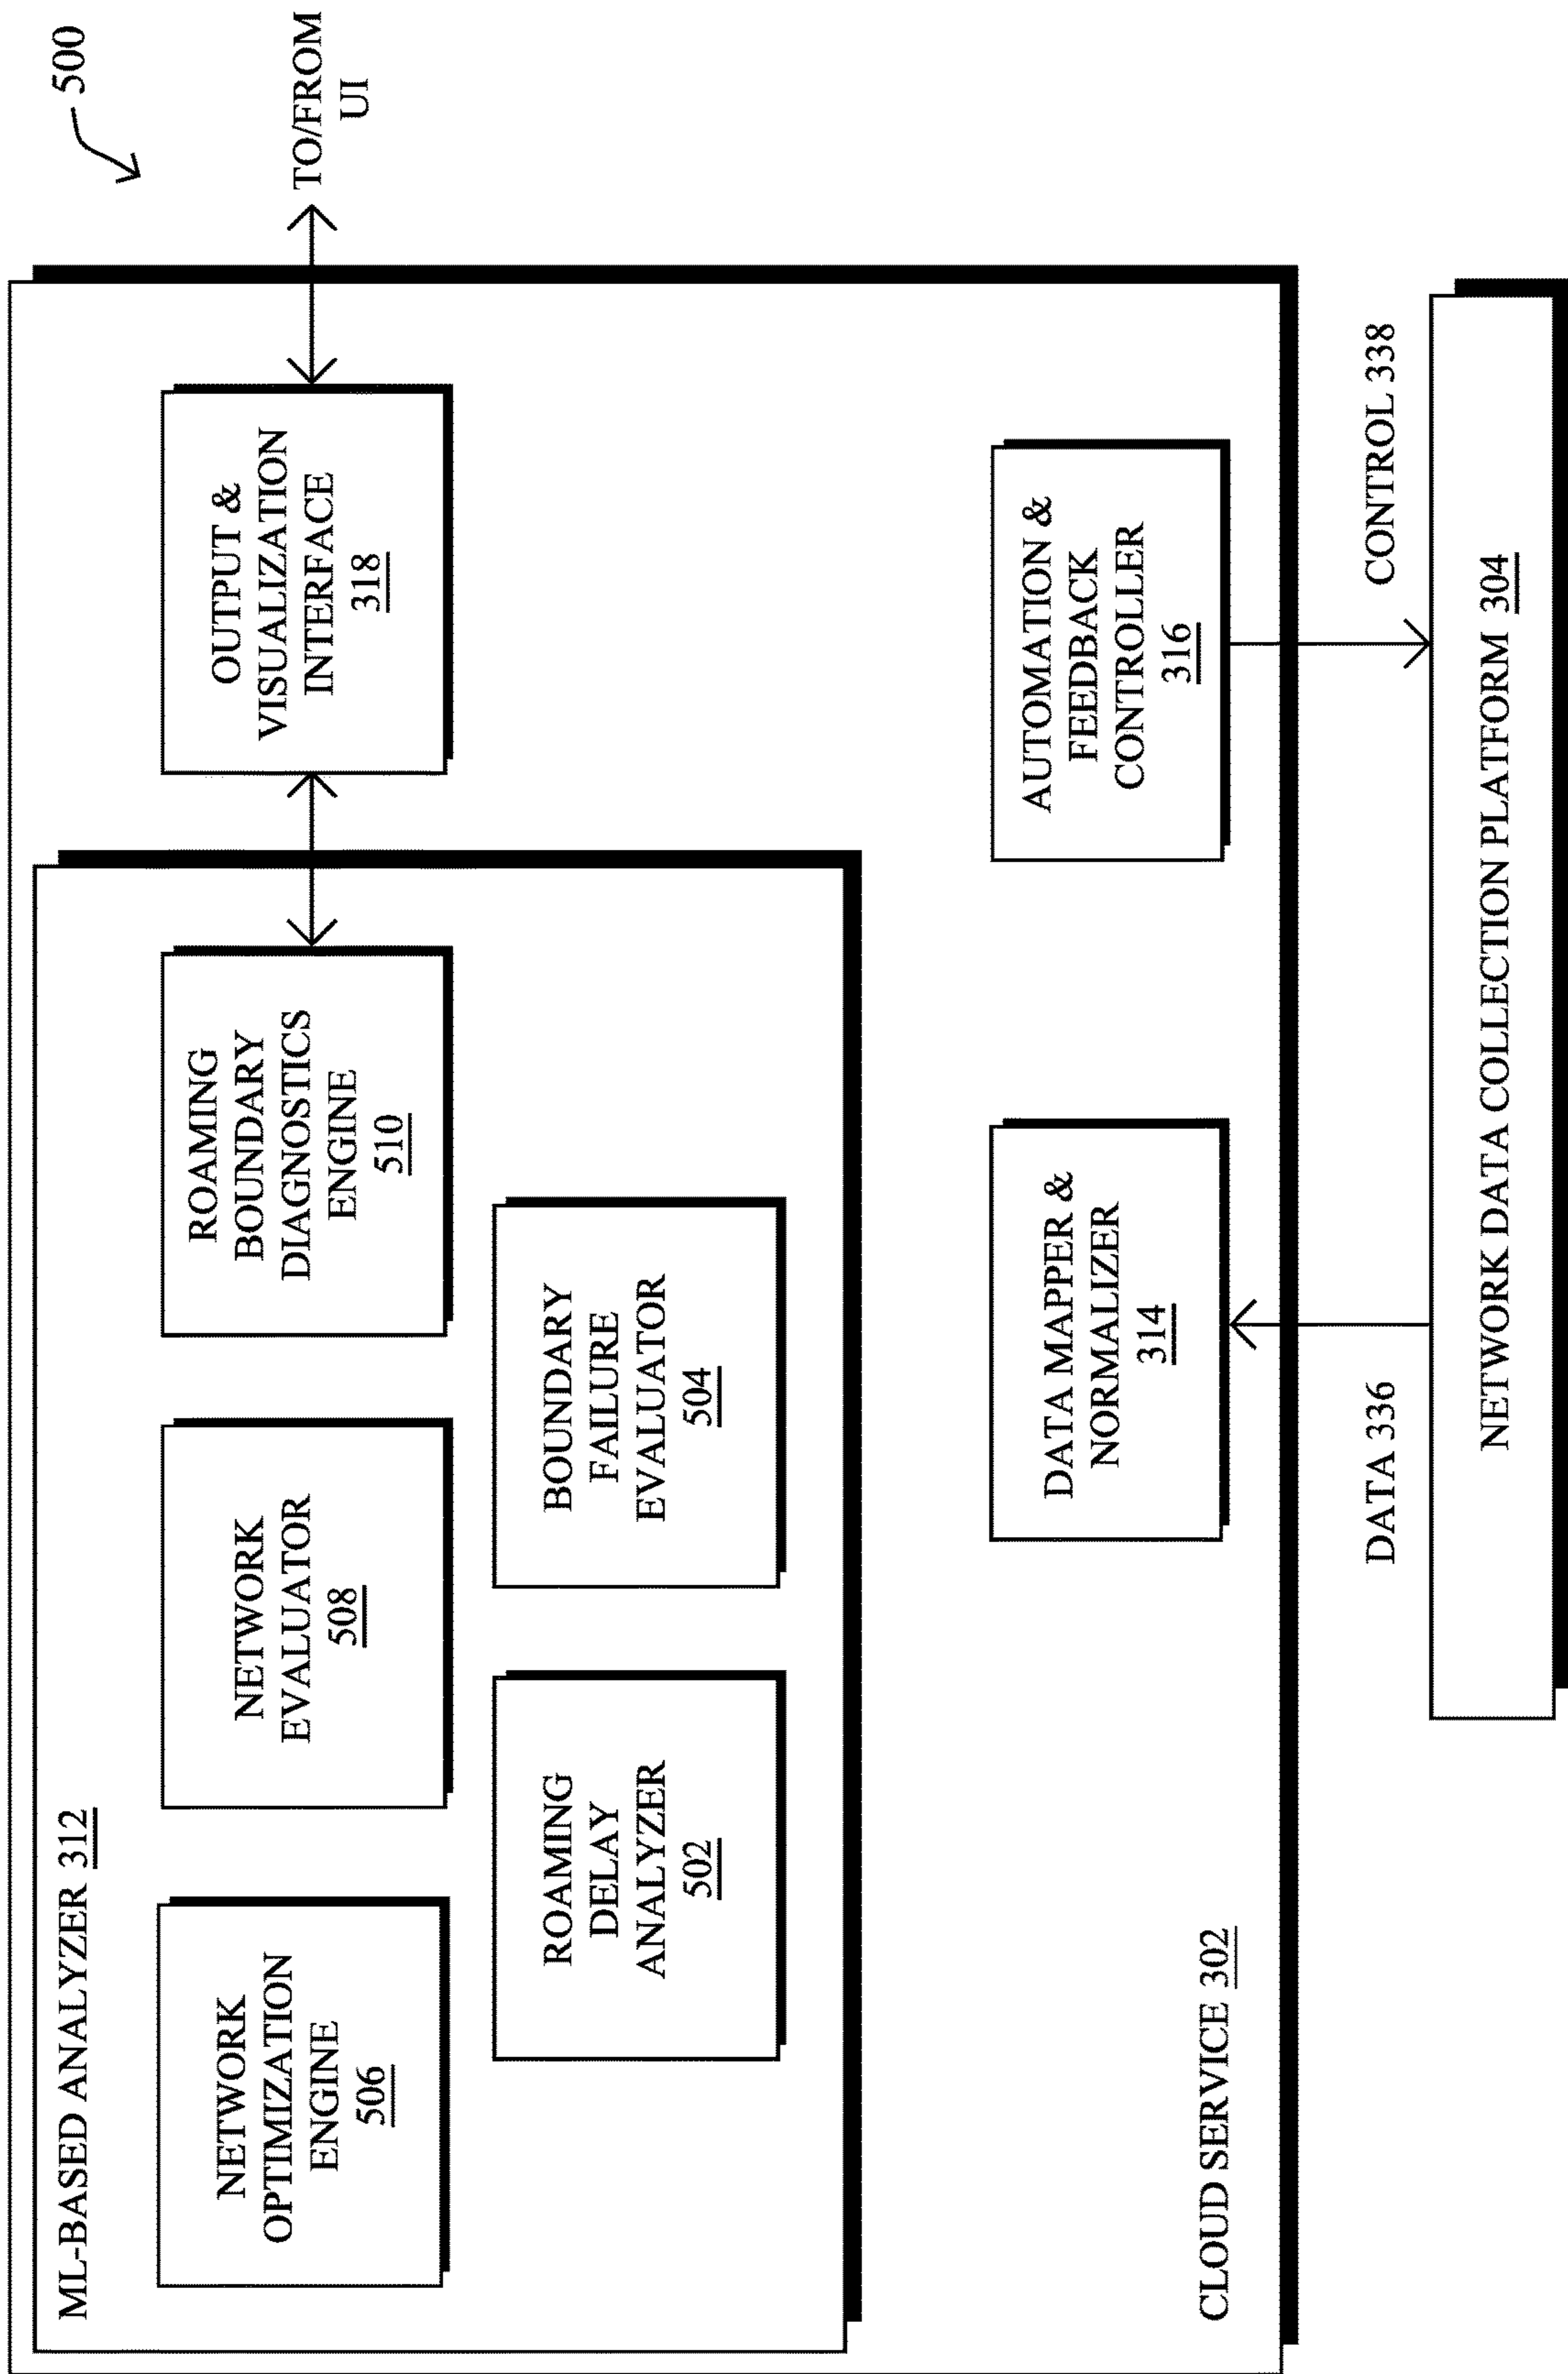 500
ML-BASED ANALYZER 312
NETWORK
OPTIMIZATION
ENGINE
506
NETWORK
EVALUATOR
508
ROAMING
BOUNDARY
DIAGNOSTICS
ENGINE
510
OUTPUT &
VISUALIZATION
INTERFACE
318
TO/FROM
UI
ROAMING
DELAY
ANALYZER
502
BOUNDARY
FAILURE
EVALUATOR
504
DATA MAPPER &
NORMALIZER
314
AUTOMATION &
FEEDBACK
CONTROLLER
316
CLOUD SERVICE 302
DATA 336
CONTROL 338
NETWORK DATA COLLECTION PLATFORM 304